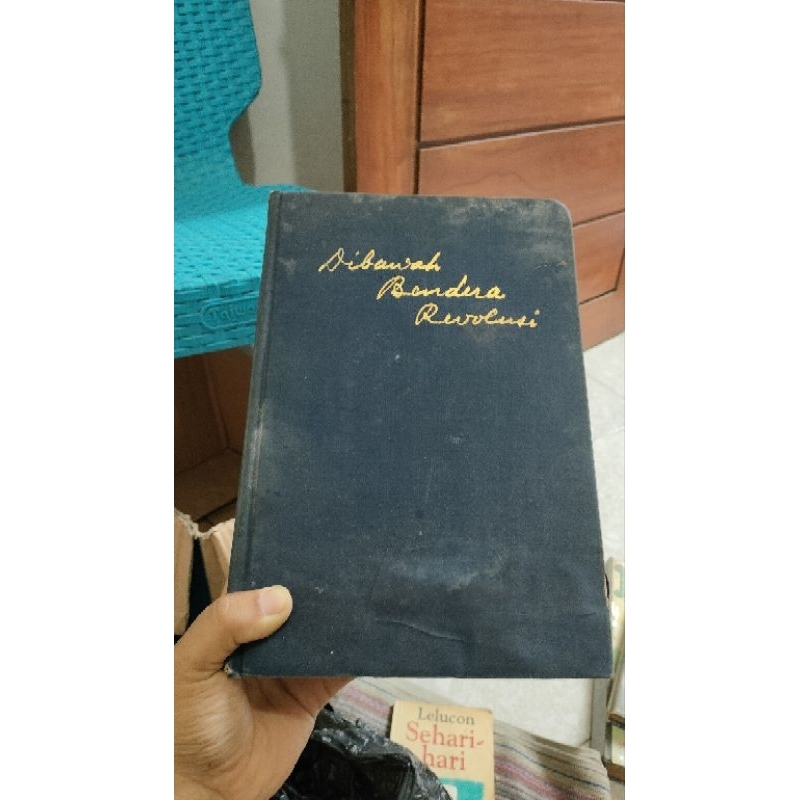 Dibawah
Bendera
Revolusi
Lelucon
Sehari-
hari